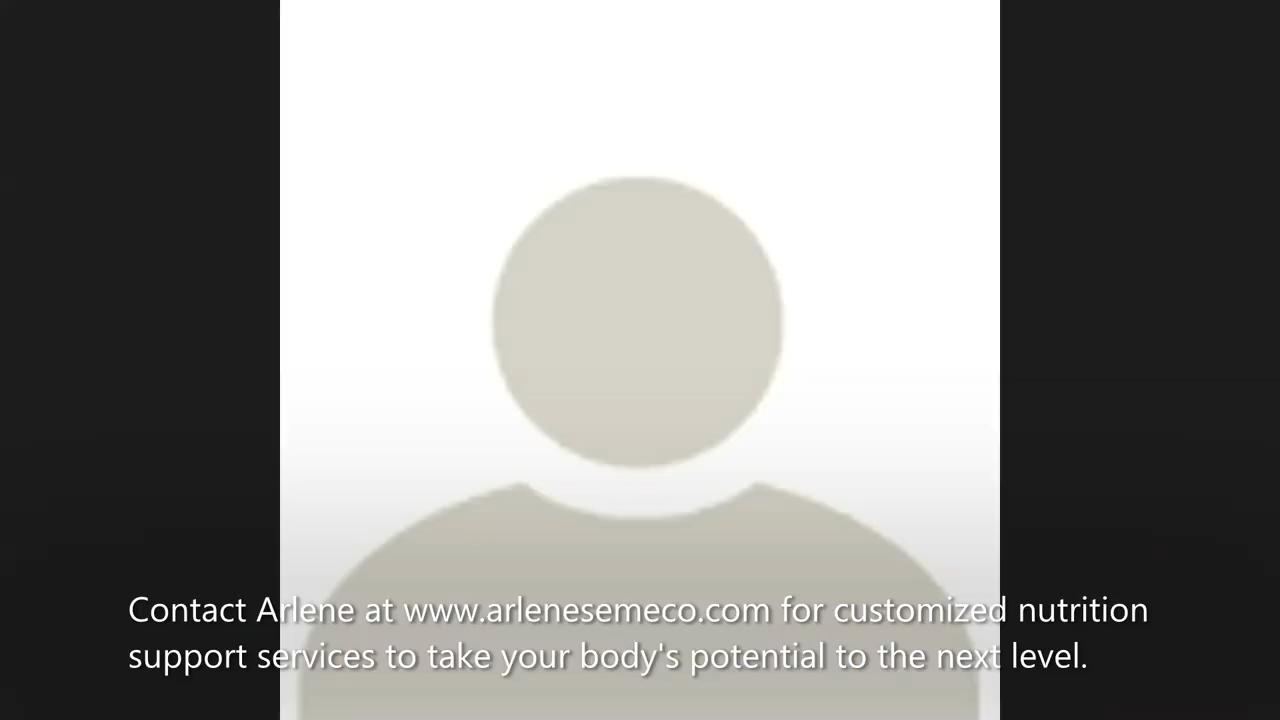 Contact Arlene at www.arlenesemeco.com for customized nutrition
support services to take your body's potential to the next level.